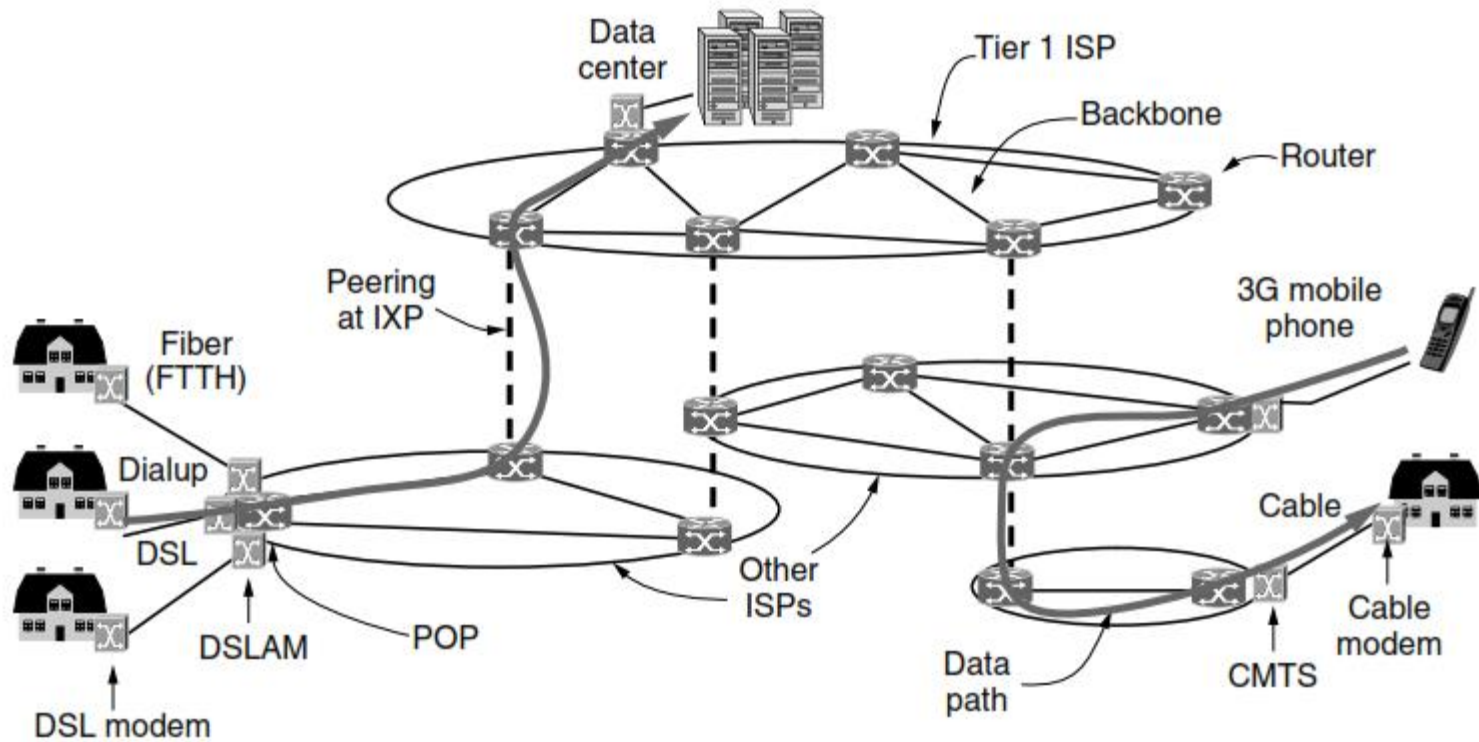 Data
center
Tier 1 ISP
Backbone
Router
Peering
at IXP
3G mobile
phone
Fiber
(FTTH)
Dialup
DSL
Cable
Other
ISPs
POP
DSLAM
DSL modem
Data
path
CMTS
Cable
modem